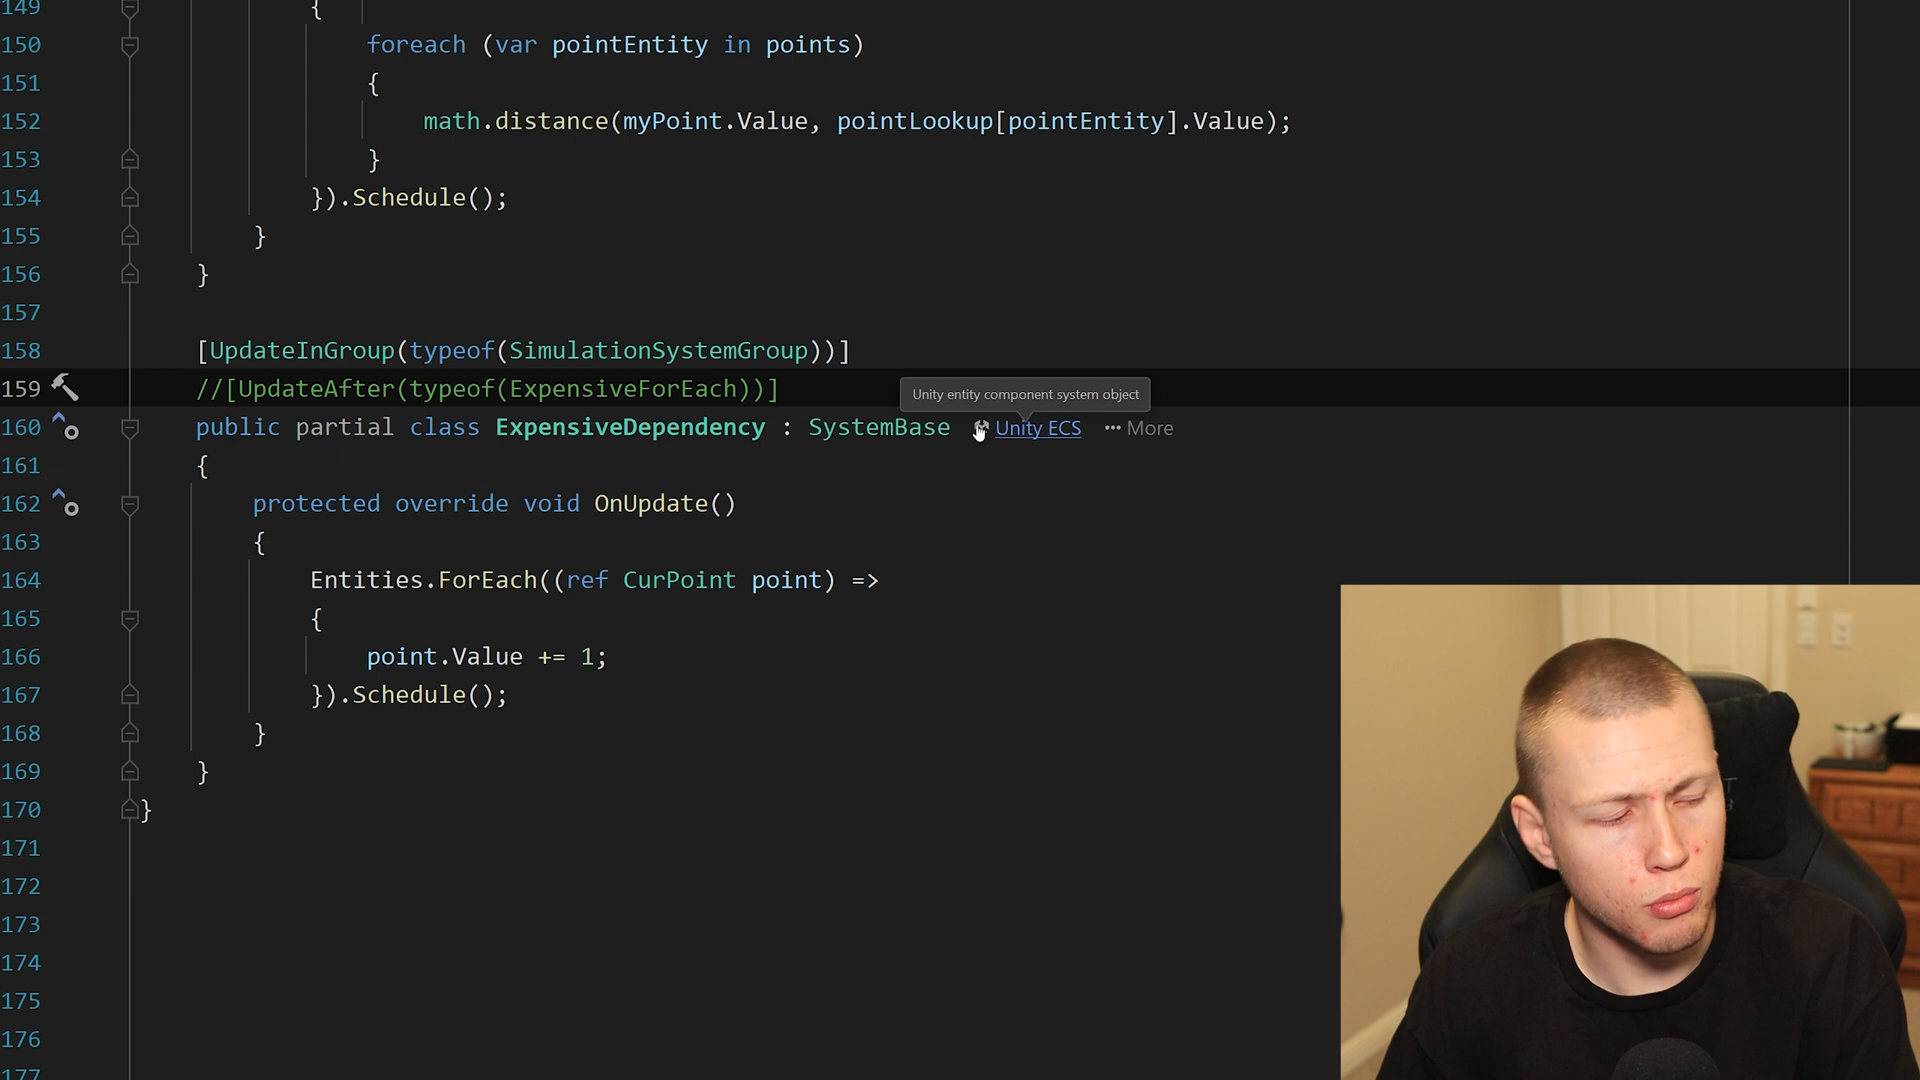 149 {
150 foreach (var pointEntity in points)
151 {
152 math.distance(myPoint.Value, pointLookup[pointEntity].Value);
153 }
154 }).Schedule();
155 }
156 }
157
158 [UpdateInGroup(typeof(SimulationSystemGroup))]
159 //[UpdateAfter(typeof(ExpensiveForEach))]
Unity entity component system object
160 public partial class ExpensiveDependency : SystemBase Unity ECS ··· More
161 {
162 protected override void OnUpdate()
163 {
164 Entities.ForEach((ref CurPoint point) =>
165 {
166 point.Value += 1;
167 }).Schedule();
168 }
169 }
170 }
171
172
173
174
175
176
177